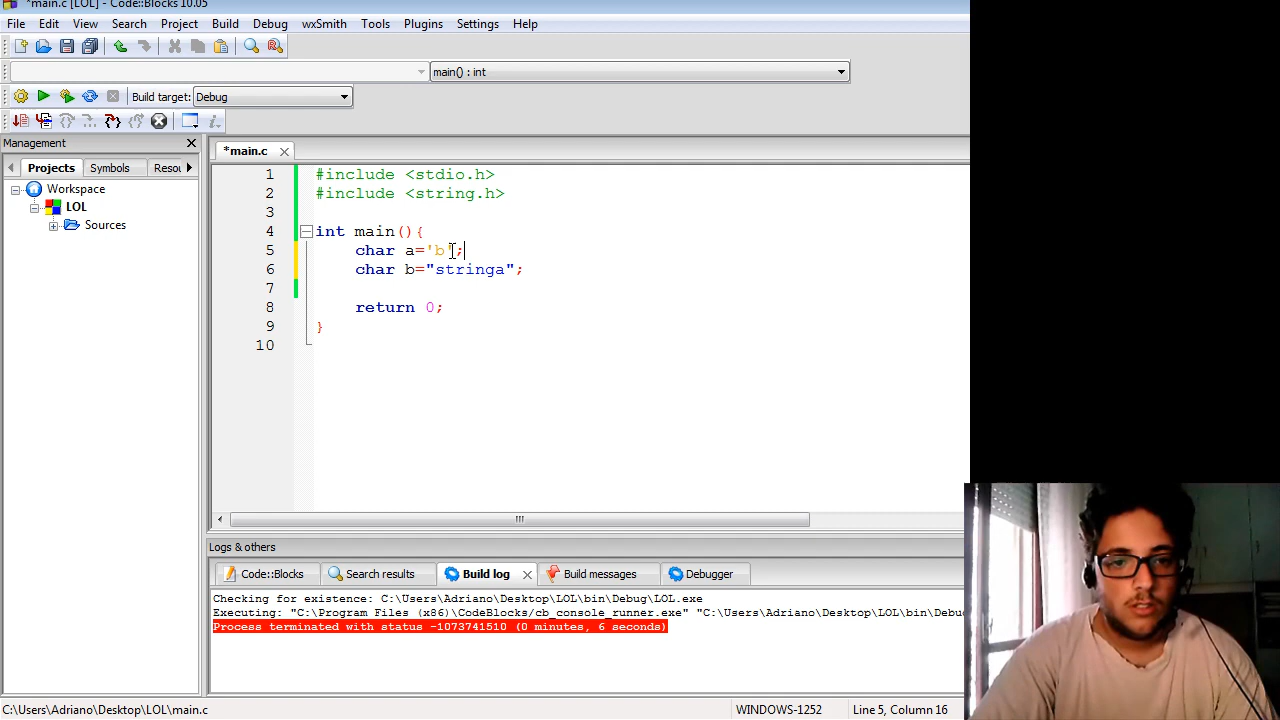 *main.c [LOL] - Code::Blocks 10.05
File Edit View Search Project Build Debug wxSmith Tools Plugins Settings Help
main() : int
Build target: Debug
Management
Projects Symbols Resou
Workspace
LOL
Sources
*main.c
1 #include <stdio.h>
2 #include <string.h>
3
4 int main(){
5 char a='b';
6 char b="stringa";
7
8 return 0;
9 }
10
Logs & others
Code::Blocks Search results Build log Build messages Debugger
Checking for existence: C:\Users\Adriano\Desktop\LOL\bin\Debug\LOL.exe
Executing: "C:\Program Files (x86)\CodeBlocks/cb_console_runner.exe" "C:\Users\Adriano\Desktop\LOL\bin\Debu
Process terminated with status -1073741510 (0 minutes, 6 seconds)
C:\Users\Adriano\Desktop\LOL\main.c WINDOWS-1252 Line 5, Column 16